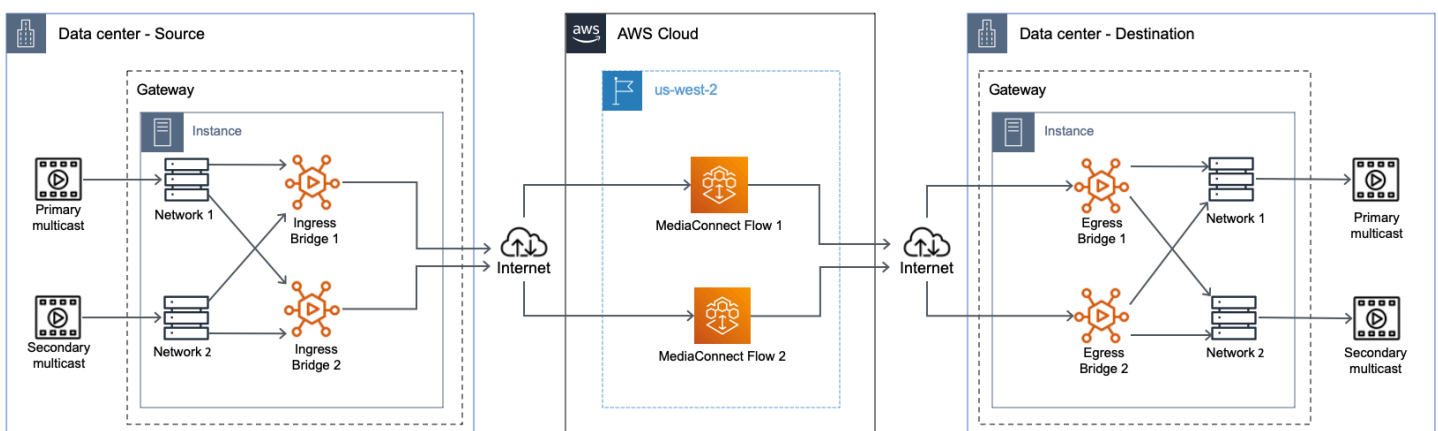 Data center - Source
Gateway
Instance
Primary
multicast
Network 1
Ingress
Bridge 1
Secondary
multicast
Network 2
Ingress
Bridge 2
Internet
aws
AWS Cloud
us-west-2
MediaConnect Flow 1
MediaConnect Flow 2
Internet
Data center - Destination
Gateway
Instance
Egress
Bridge 1
Network 1
Primary
multicast
Egress
Bridge 2
Network 2
Secondary
multicast